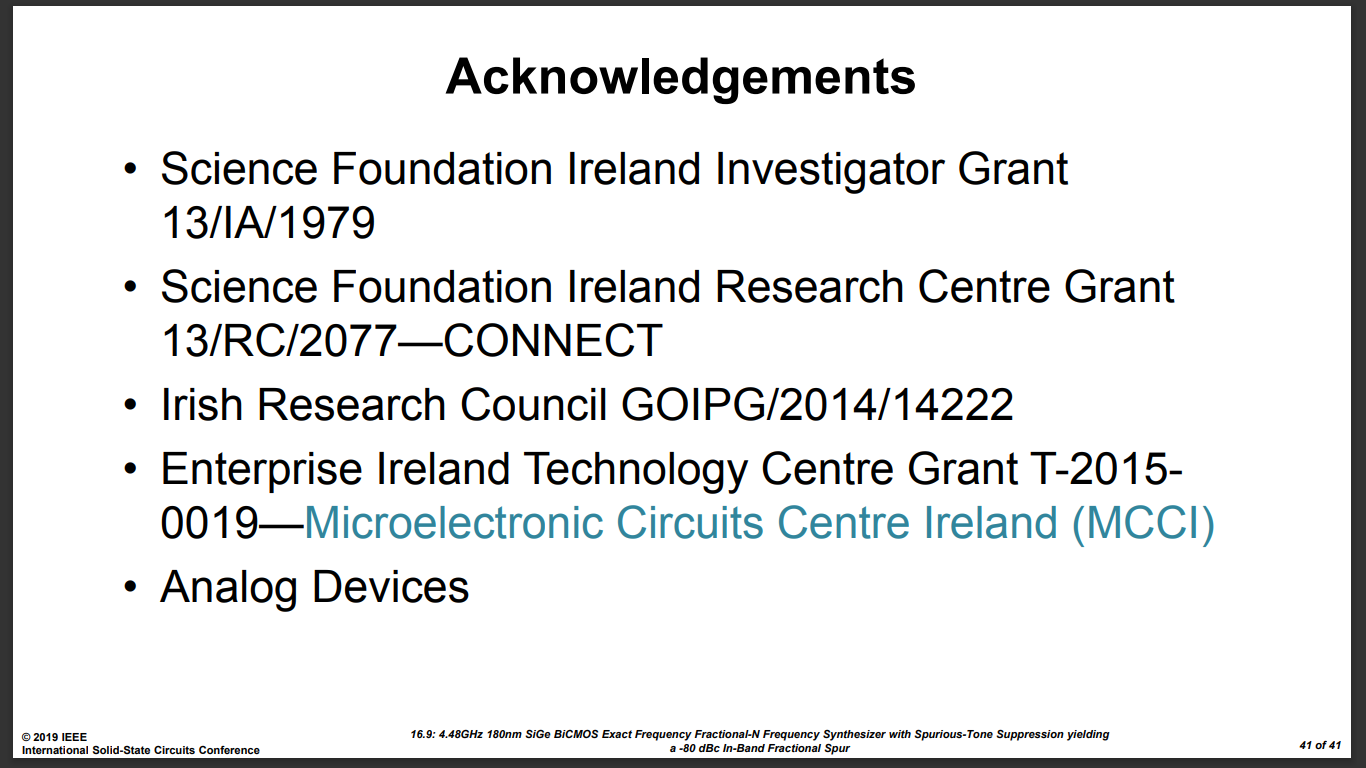 Acknowledgements
• Science Foundation Ireland Investigator Grant
13/IA/1979
• Science Foundation Ireland Research Centre Grant
13/RC/2077—CONNECT
• Irish Research Council GOIPG/2014/14222
• Enterprise Ireland Technology Centre Grant T-2015-
0019—Microelectronic Circuits Centre Ireland (MCCI)
• Analog Devices
© 2019 IEEE
International Solid-State Circuits Conference
16.9: 4.48GHz 180nm SiGe BiCMOS Exact Frequency Fractional-N Frequency Synthesizer with Spurious-Tone Suppression yielding
a -80 dBc In-Band Fractional Spur
41 of 41